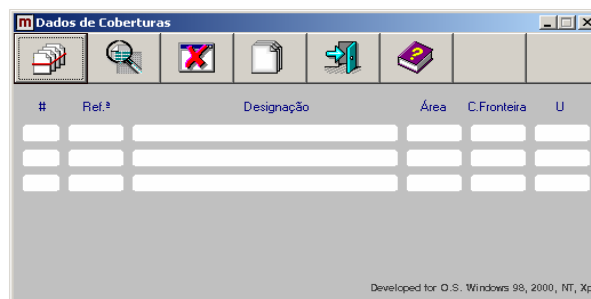 m Dados de Coberturas
# Ref.ª Designação Área C.Fronteira U
Developed for O.S. Windows 98, 2000, NT, Xp